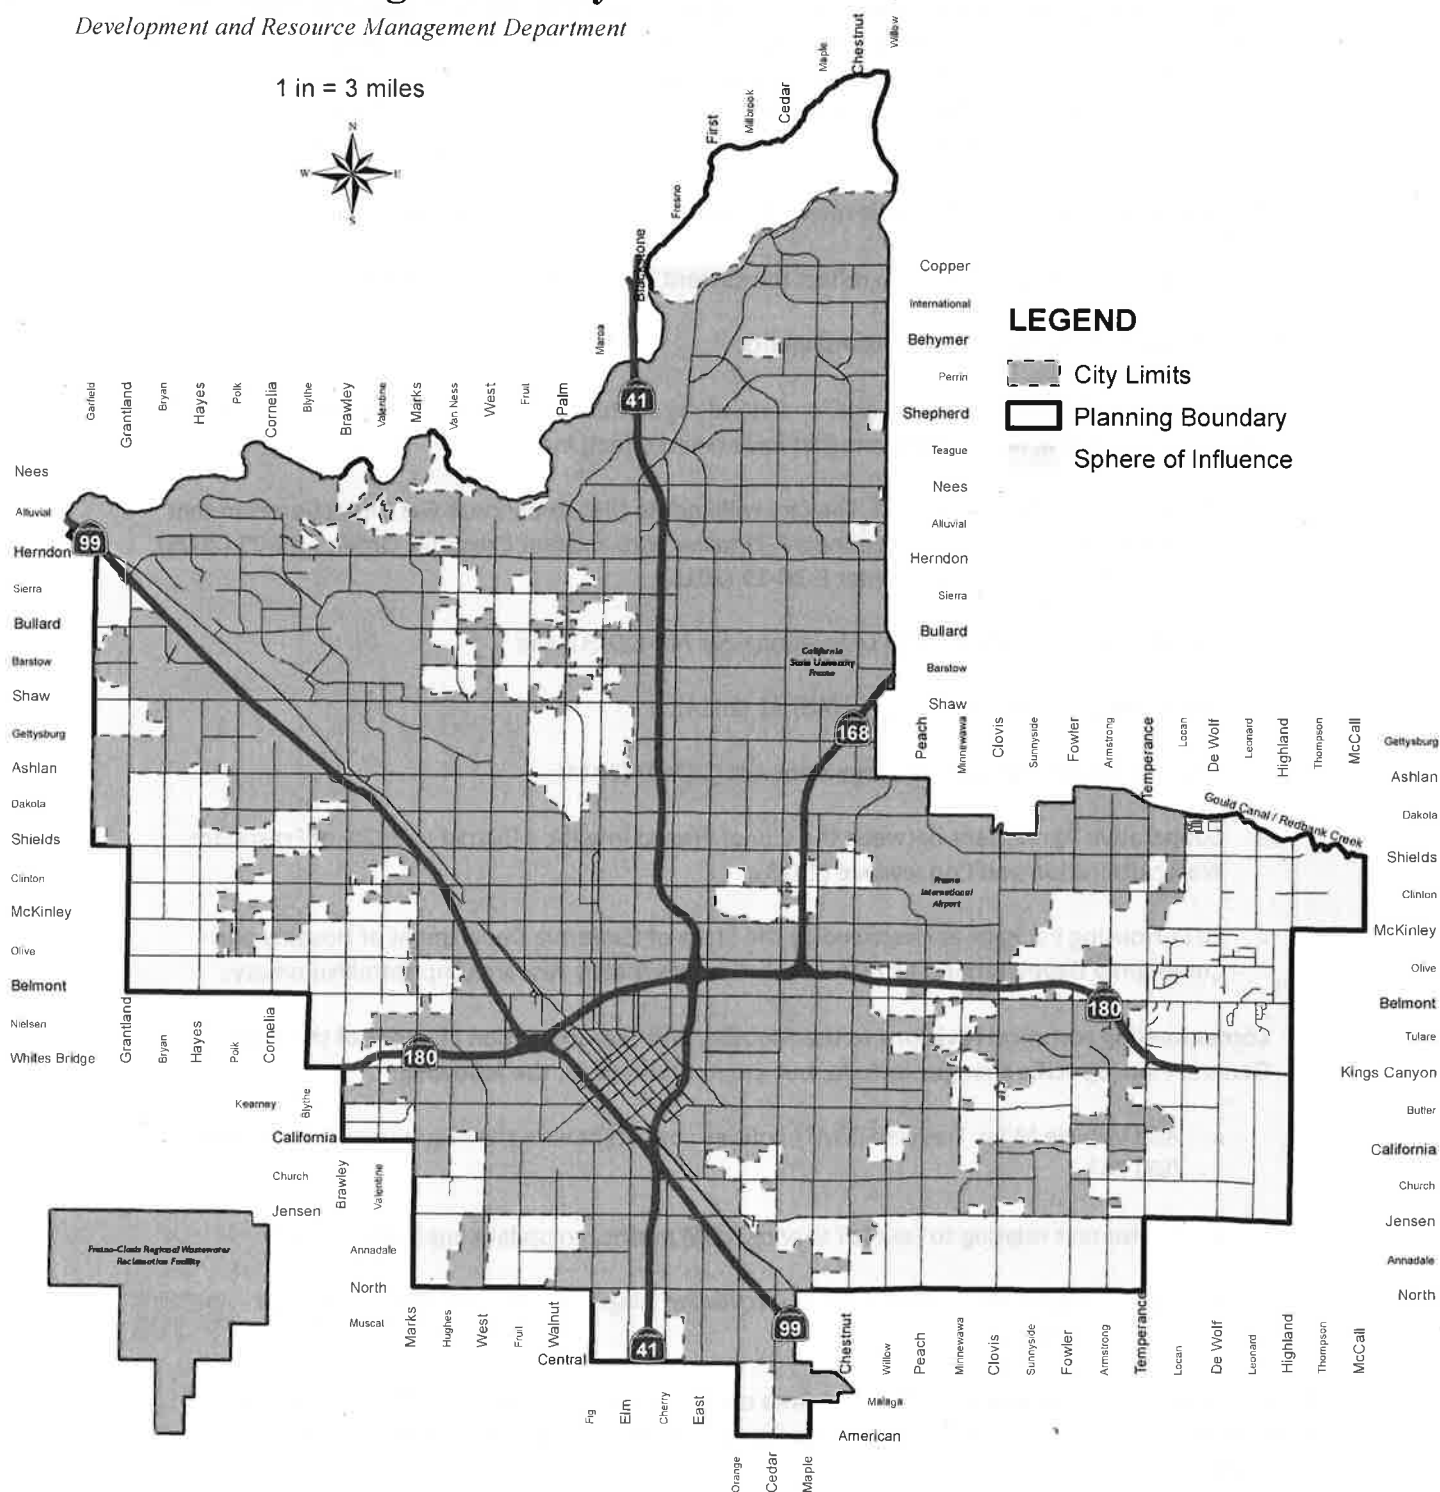 Development and Resource Management Department
1 in = 3 miles
N
W
E
S
Willow
Chestnut
Maple
Cedar
Millbrook
First
Fresno
Blackstone
Maroa
Copper
International
Behymer
Perrin
Shepherd
Teague
Nees
Alluvial
Herndon
Sierra
Bullard
Barstow
Shaw
LEGEND
City Limits
Planning Boundary
Sphere of Influence
Garfield
Grantland
Bryan
Hayes
Polk
Cornelia
Blythe
Brawley
Valentine
Marks
Van Ness
West
Fruit
Palm
41
Nees
Alluvial
99
Herndon
Sierra
Bullard
Barstow
Shaw
Gettysburg
Ashlan
Dakota
Shields
Clinton
McKinley
Olive
Belmont
Nielsen
Whites Bridge
California
State University
Fresno
168
Peach
Minnewawa
Clovis
Sunnyside
Fowler
Armstrong
Temperance
Locan
De Wolf
Leonard
Highland
Thompson
McCall
Gould Canal / Redbank Creek
Gettysburg
Ashlan
Dakota
Shields
Clinton
McKinley
Olive
Belmont
Tulare
Kings Canyon
Butler
California
Church
Jensen
Annadale
North
Fresno
International
Airport
180
180
Grantland
Bryan
Hayes
Polk
Cornelia
Kearney
Blythe
California
Church
Brawley
Valentine
Jensen
Annadale
North
Muscat
Marks
Hughes
West
Fruit
Walnut
Central
41
99
Fig
Elm
Cherry
East
Orange
Cedar
Maple
American
Malaga
Chestnut
Willow
Peach
Minnewawa
Clovis
Sunnyside
Fowler
Armstrong
Temperance
Locan
De Wolf
Leonard
Highland
Thompson
McCall
Fresno-Clovis Regional Wastewater
Reclamation Facility